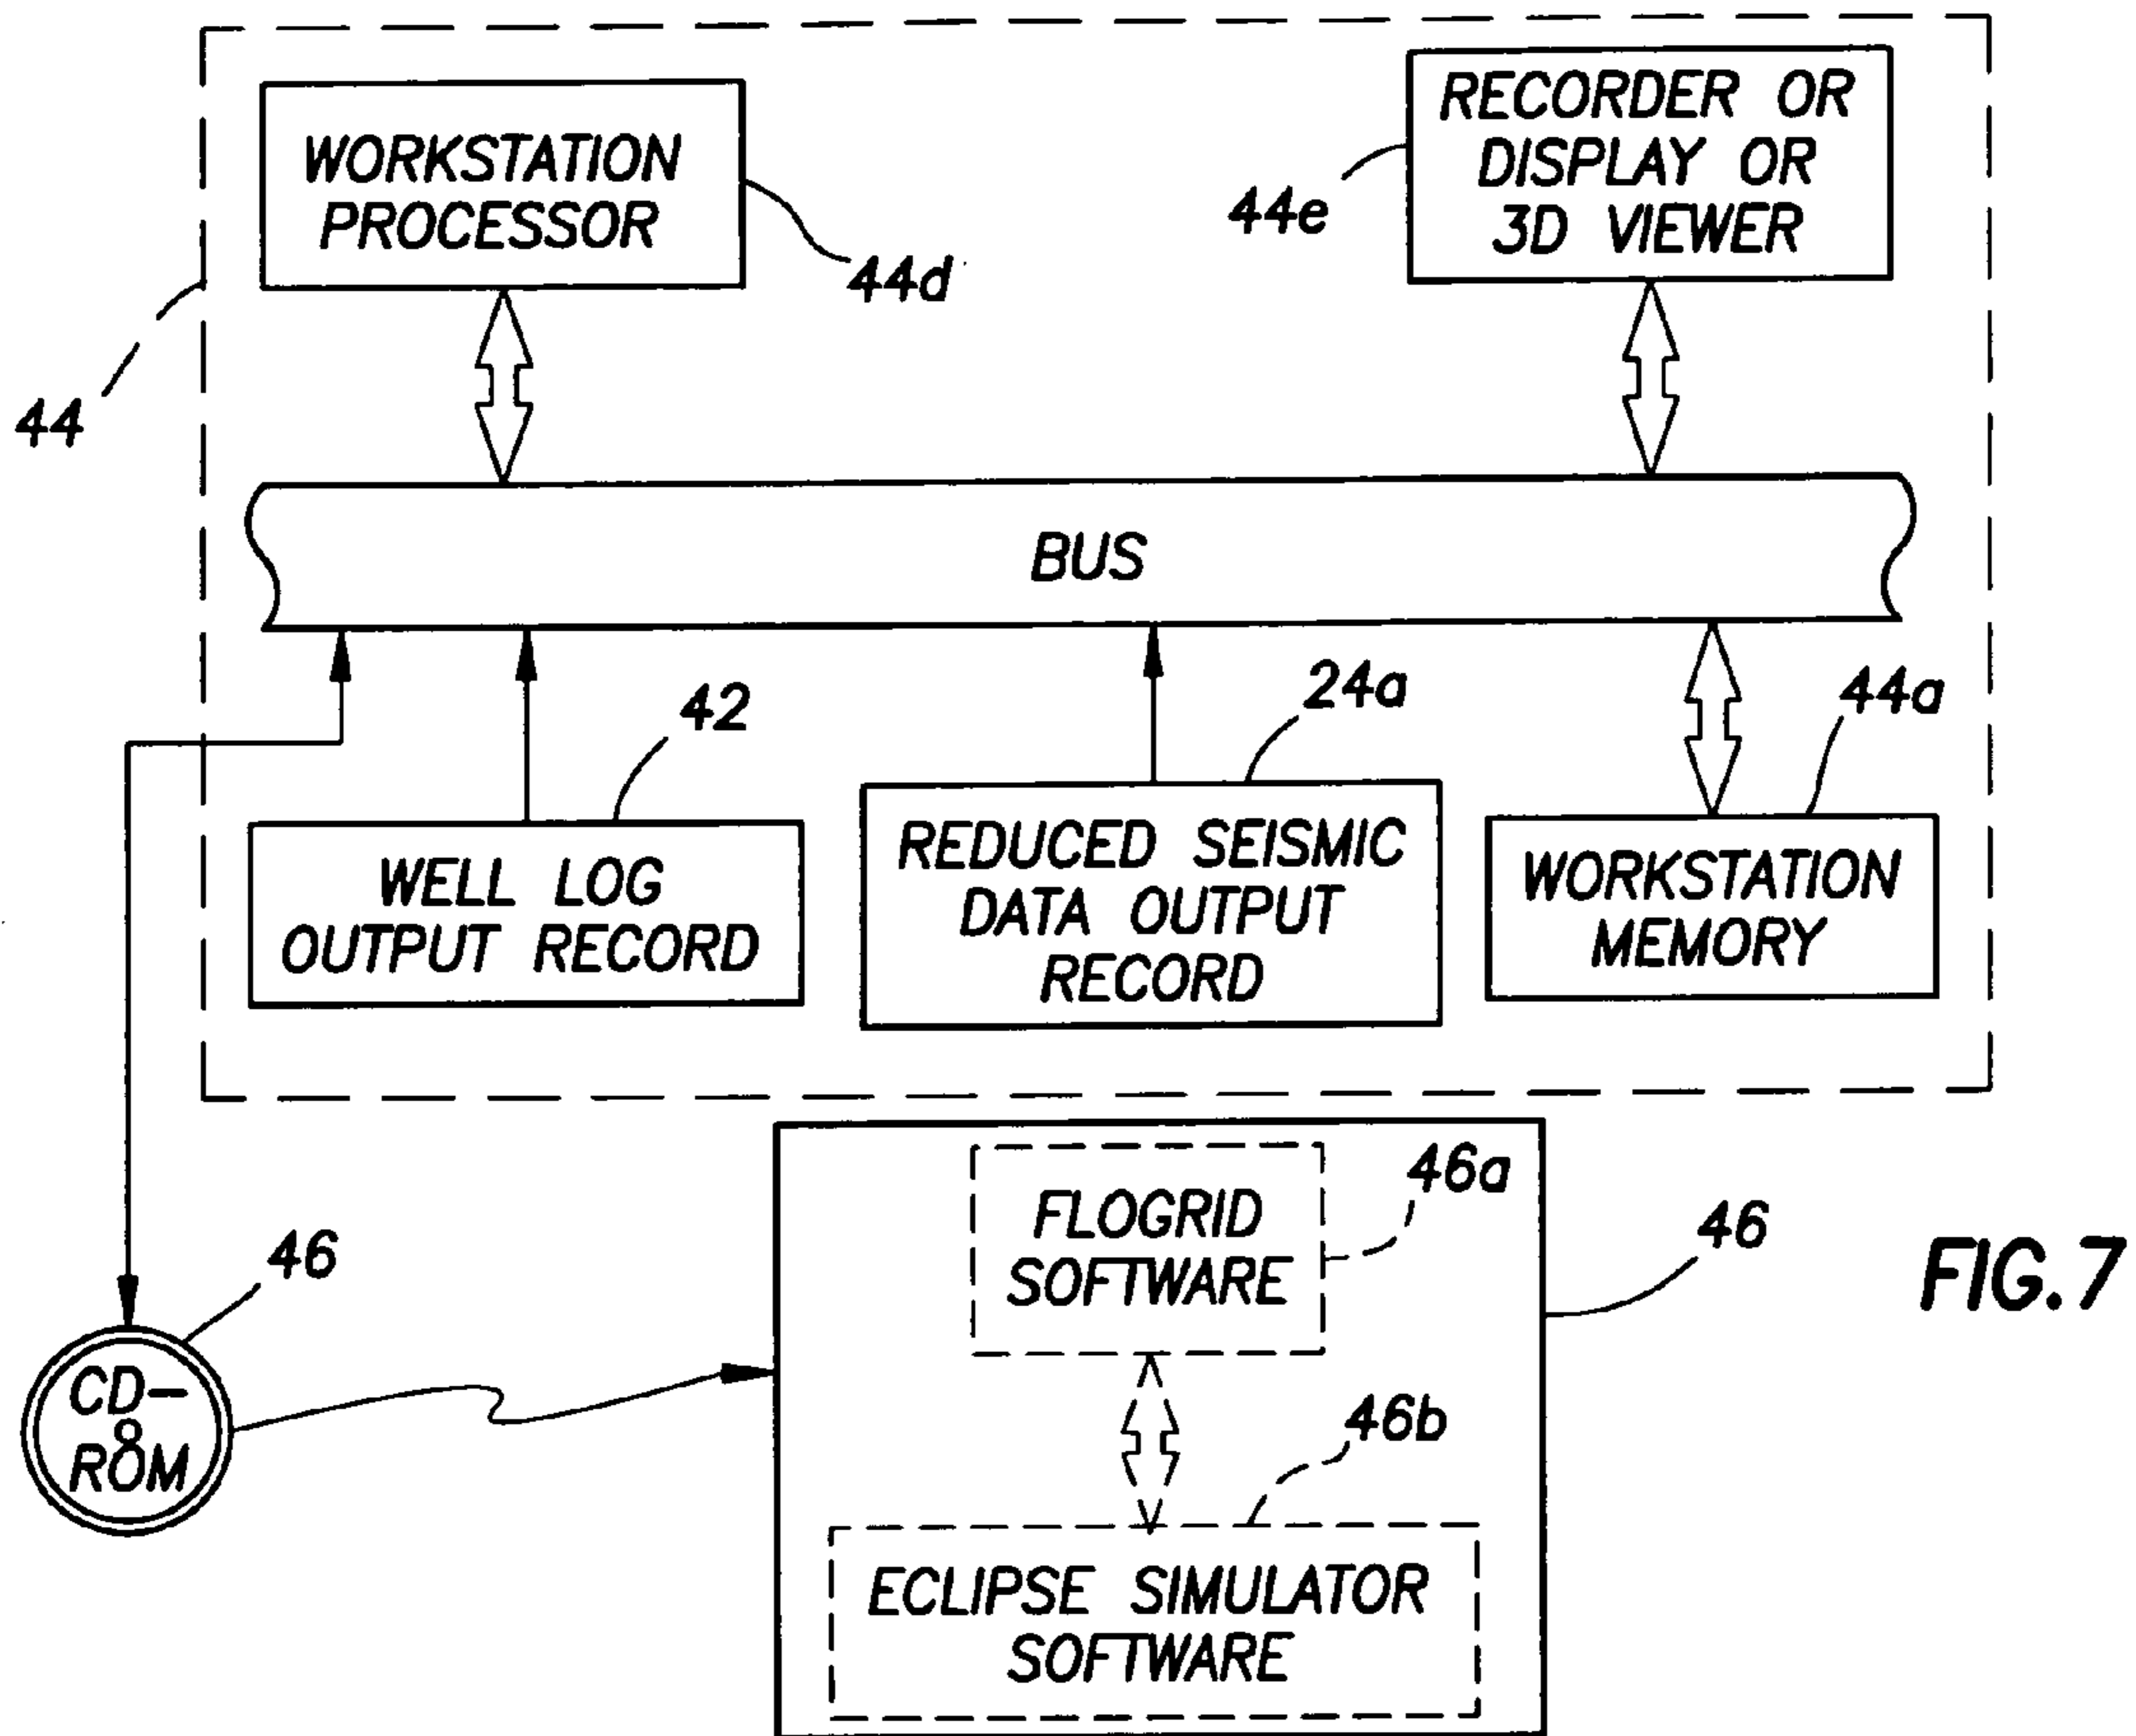 WORKSTATION
PROCESSOR
44d
RECORDER OR
DISPLAY OR
3D VIEWER
44e
44
BUS
42
24a
44a
WELL LOG
OUTPUT RECORD
REDUCED SEISMIC
DATA OUTPUT
RECORD
WORKSTATION
MEMORY
46
CD-
ROM
FLOGRID
SOFTWARE
46a
46
46b
ECLIPSE SIMULATOR
SOFTWARE
FIG.7